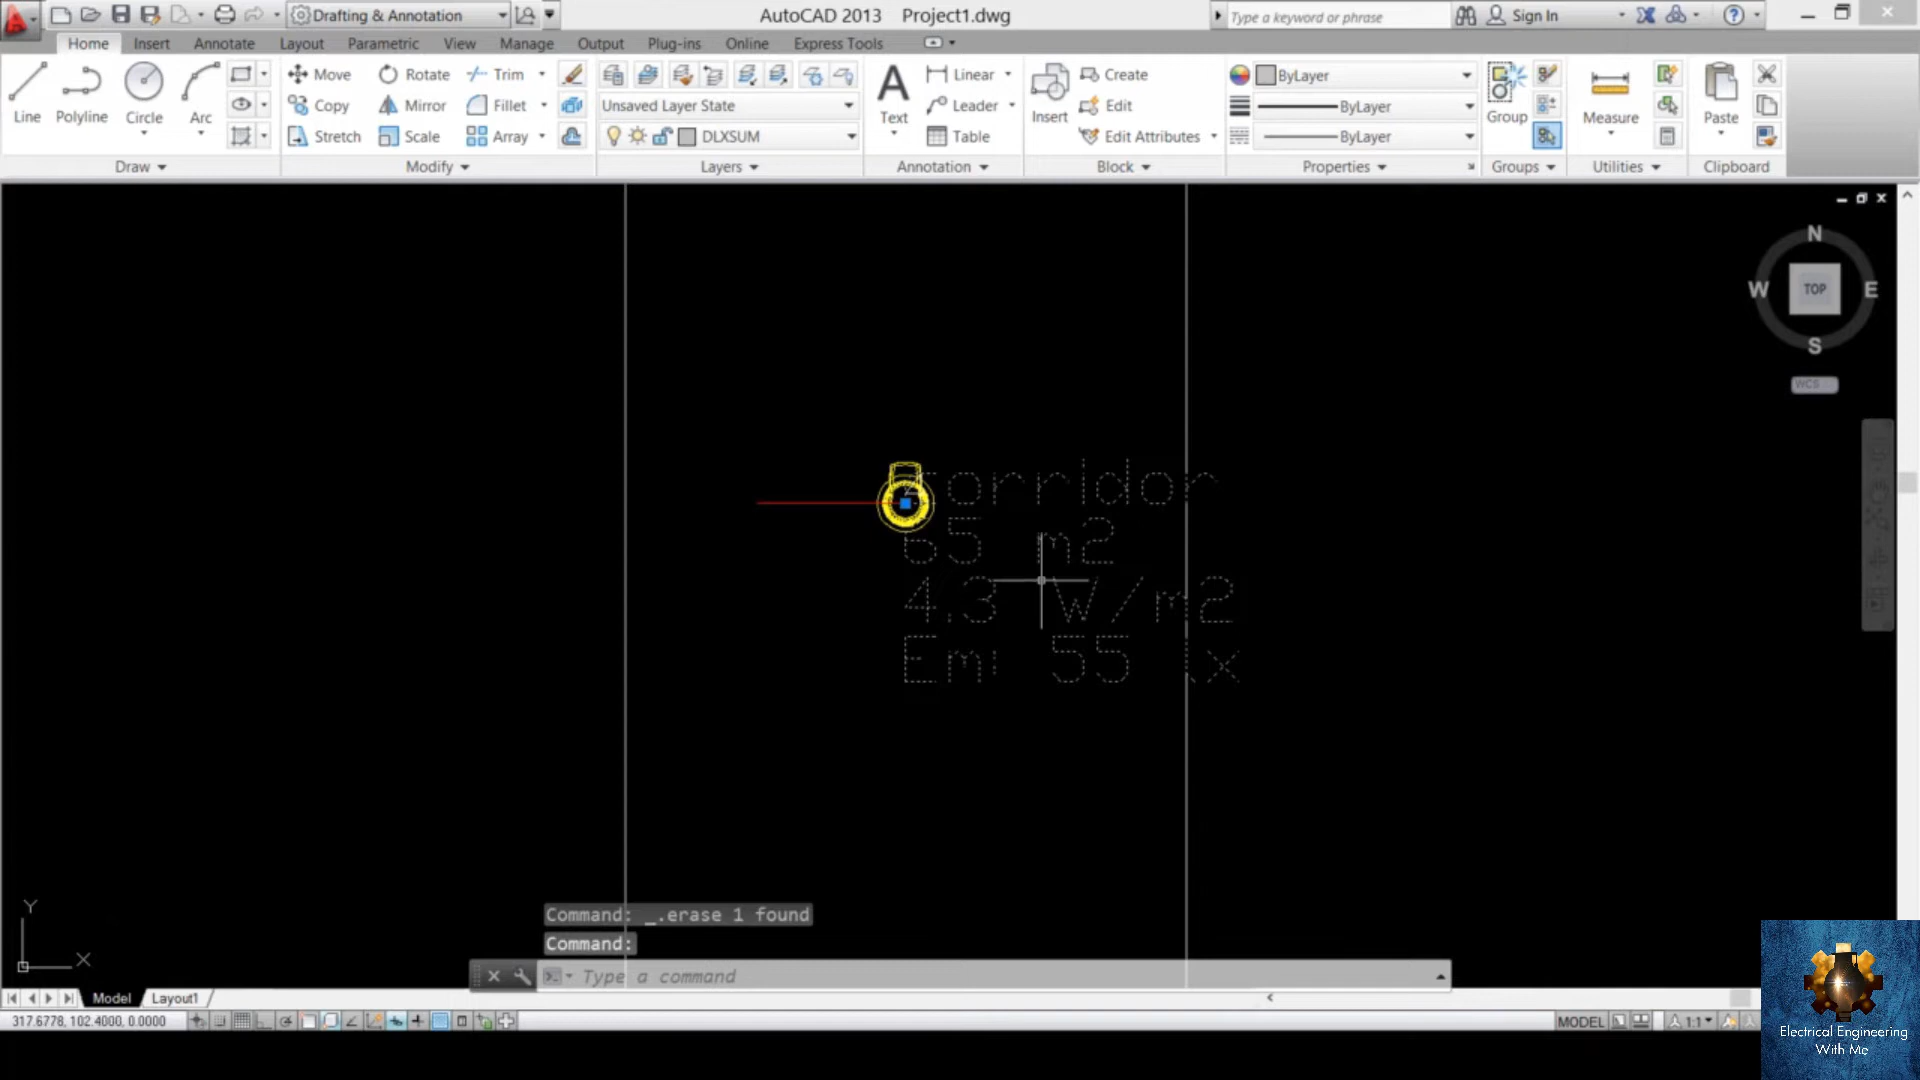 Drafting & Annotation
AutoCAD 2013 Project1.dwg
Type a keyword or phrase
Sign In
Home Insert Annotate Layout Parametric View Manage Output Plug-ins Online Express Tools
Line
Polyline
Circle
Arc
Draw
Move
Rotate
Trim
Copy
Mirror
Fillet
Stretch
Scale
Array
Modify
Unsaved Layer State
DLXSUM
Layers
Text
Linear
Leader
Table
Annotation
Insert
Create
Edit
Edit Attributes
Block
ByLayer
ByLayer
ByLayer
Properties
Group
Groups
Measure
Utilities
Paste
Clipboard
N
W TOP E
S
WCS
Corridor
65 m2
4.3 W/m2
Em: 55 lx
Y
X
Command: _.erase 1 found
Command:
Type a command
Model Layout1
317.6778, 102.4000, 0.0000
MODEL
1:1
Electrical Engineering
With Me